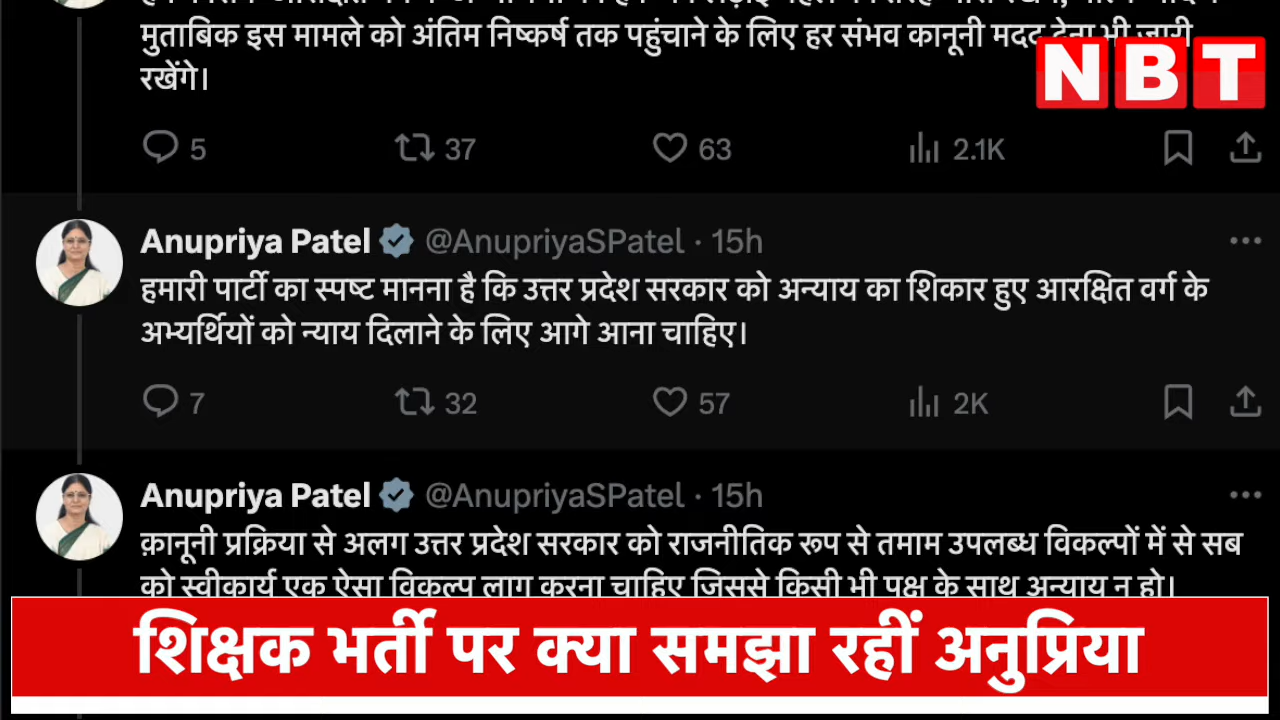 मुताबिक इस मामले को अंतिम निष्कर्ष तक पहुंचाने के लिए हर संभव कानूनी मदद देना भी जारी
रखेंगे।
NBT
5 37 63 2.1K
Anupriya Patel @AnupriyaSPatel · 15h
हमारी पार्टी का स्पष्ट मानना है कि उत्तर प्रदेश सरकार को अन्याय का शिकार हुए आरक्षित वर्ग के
अभ्यर्थियों को न्याय दिलाने के लिए आगे आना चाहिए।
7 32 57 2K
Anupriya Patel @AnupriyaSPatel · 15h
क़ानूनी प्रक्रिया से अलग उत्तर प्रदेश सरकार को राजनीतिक रूप से तमाम उपलब्ध विकल्पों में से सब
को स्वीकार्य एक ऐसा विकल्प लागू करना चाहिए जिससे किसी भी पक्ष के साथ अन्याय न हो।
शिक्षक भर्ती पर क्या समझा रहीं अनुप्रिया